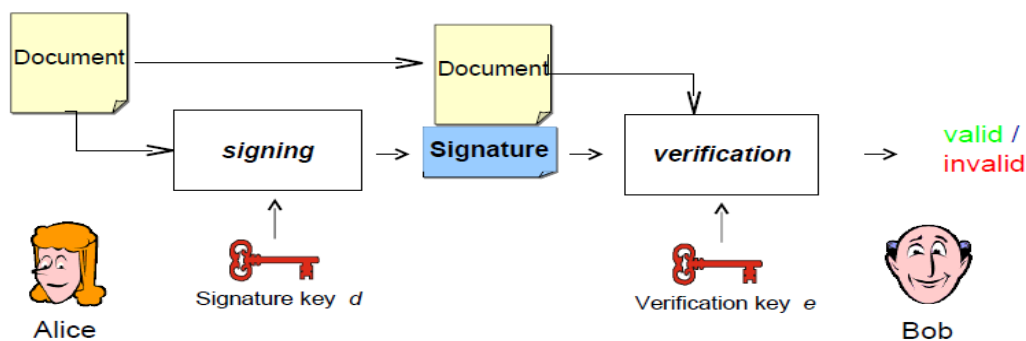 Document
Document
signing
Signature
verification
valid /
invalid
Signature key d
Verification key e
Alice
Bob